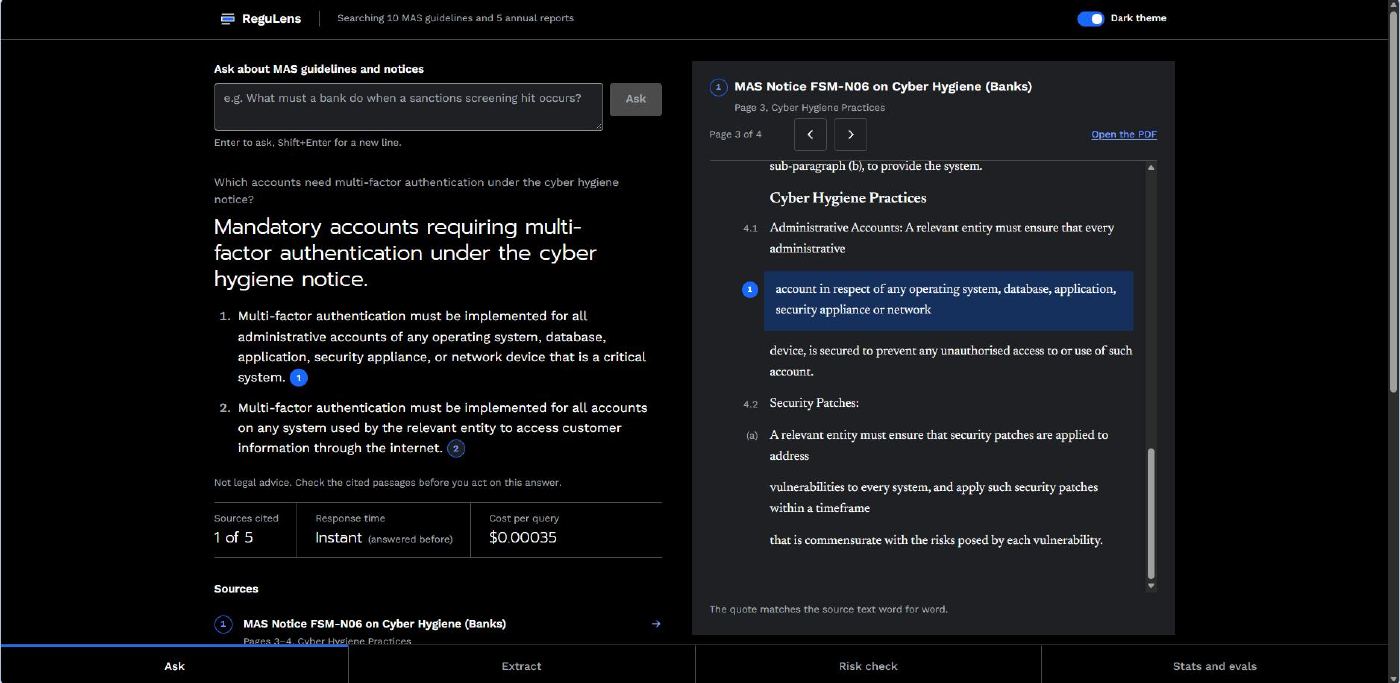 ReguLens
Searching 10 MAS guidelines and 5 annual reports
Dark theme
Ask about MAS guidelines and notices
e.g. What must a bank do when a sanctions screening hit occurs?
Ask
Enter to ask, Shift+Enter for a new line.
Which accounts need multi-factor authentication under the cyber hygiene
notice?
Mandatory accounts requiring multi-
factor authentication under the cyber
hygiene notice.
1. Multi-factor authentication must be implemented for all
administrative accounts of any operating system, database,
application, security appliance, or network device that is a critical
system. 1
2. Multi-factor authentication must be implemented for all accounts
on any system used by the relevant entity to access customer
information through the internet. 2
Not legal advice. Check the cited passages before you act on this answer.
Sources cited
1 of 5
Response time
Instant (answered before)
Cost per query
$0.00035
Sources
1 MAS Notice FSM-N06 on Cyber Hygiene (Banks)
Pages 3–4, Cyber Hygiene Practices
1 MAS Notice FSM-N06 on Cyber Hygiene (Banks)
Page 3, Cyber Hygiene Practices
Page 3 of 4
Open the PDF
sub-paragraph (b), to provide the system.
Cyber Hygiene Practices
4.1 Administrative Accounts: A relevant entity must ensure that every
administrative
1 account in respect of any operating system, database, application,
security appliance or network
device, is secured to prevent any unauthorised access to or use of such
account.
4.2 Security Patches:
(a) A relevant entity must ensure that security patches are applied to
address
vulnerabilities to every system, and apply such security patches
within a timeframe
that is commensurate with the risks posed by each vulnerability.
The quote matches the source text word for word.
Ask
Extract
Risk check
Stats and evals